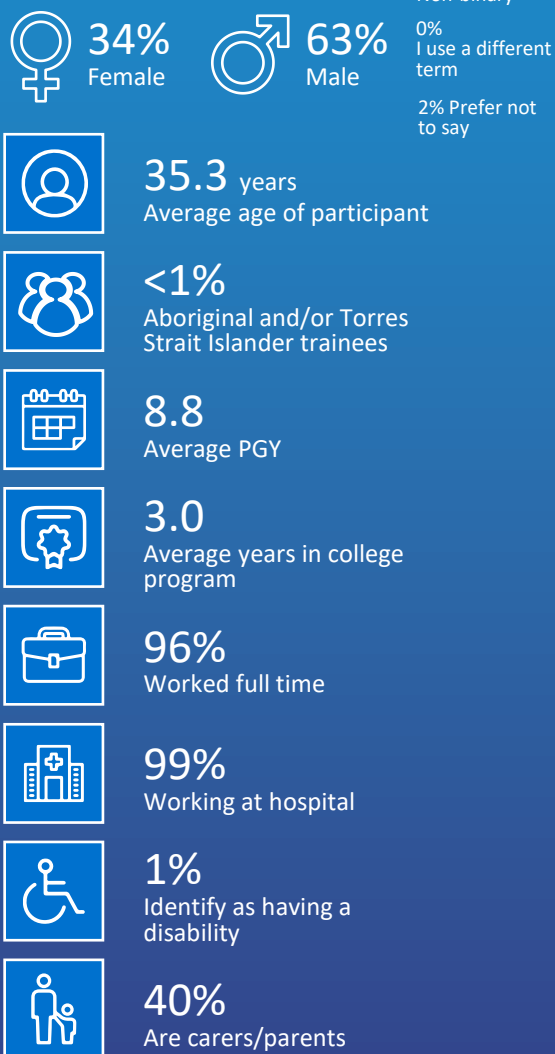 34%
Female
63%
Male
0%
I use a different
term
2% Prefer not
to say
35.3 years
Average age of participant
<1%
Aboriginal and/or Torres
Strait Islander trainees
8.8
Average PGY
3.0
Average years in college
program
96%
Worked full time
99%
Working at hospital
1%
Identify as having a
disability
40%
Are carers/parents